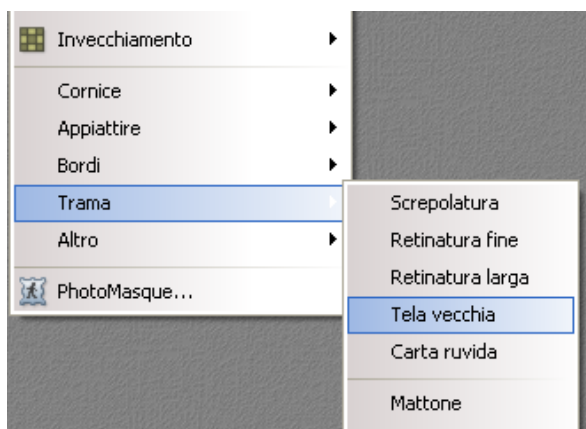 Invecchiamento
Cornice
Appiattire
Bordi
Trama
Altro
PhotoMasque...
Screpolatura
Retinatura fine
Retinatura larga
Tela vecchia
Carta ruvida
Mattone